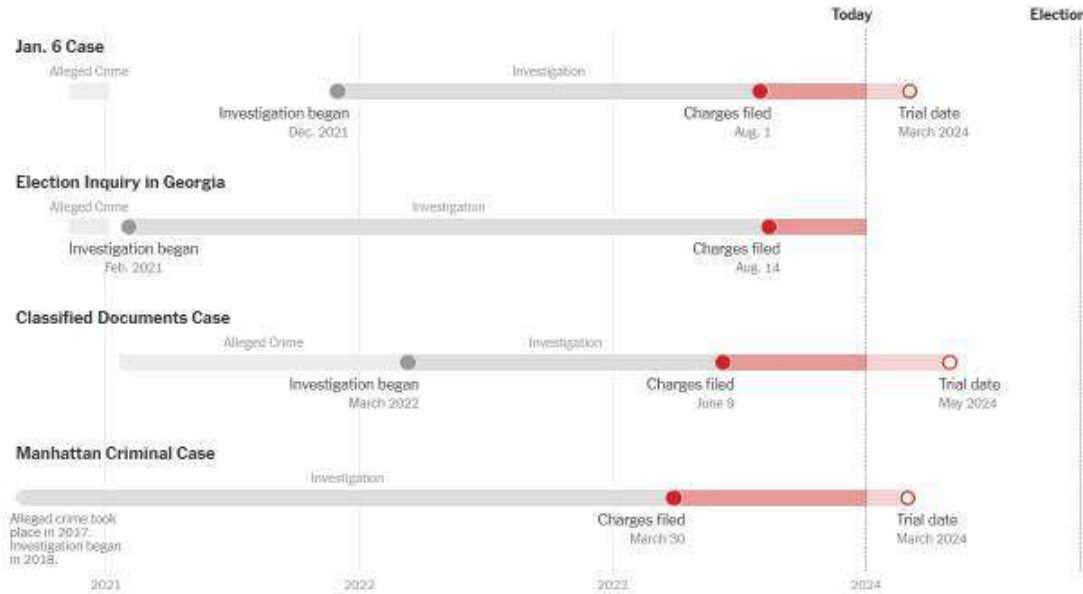 Today
Election
Jan. 6 Case
Alleged Crime
Investigation
Investigation began
Dec. 2021
Charges filed
Aug. 1
Trial date
March 2024
Election Inquiry in Georgia
Alleged Crime
Investigation
Investigation began
Feb. 2021
Charges filed
Aug. 14
Classified Documents Case
Alleged Crime
Investigation
Investigation began
March 2022
Charges filed
June 8
Trial date
May 2024
Manhattan Criminal Case
Investigation
Alleged crime took
place in 2017.
Investigation began
in 2018.
Charges filed
March 30
Trial date
March 2024
2021
2022
2023
2024